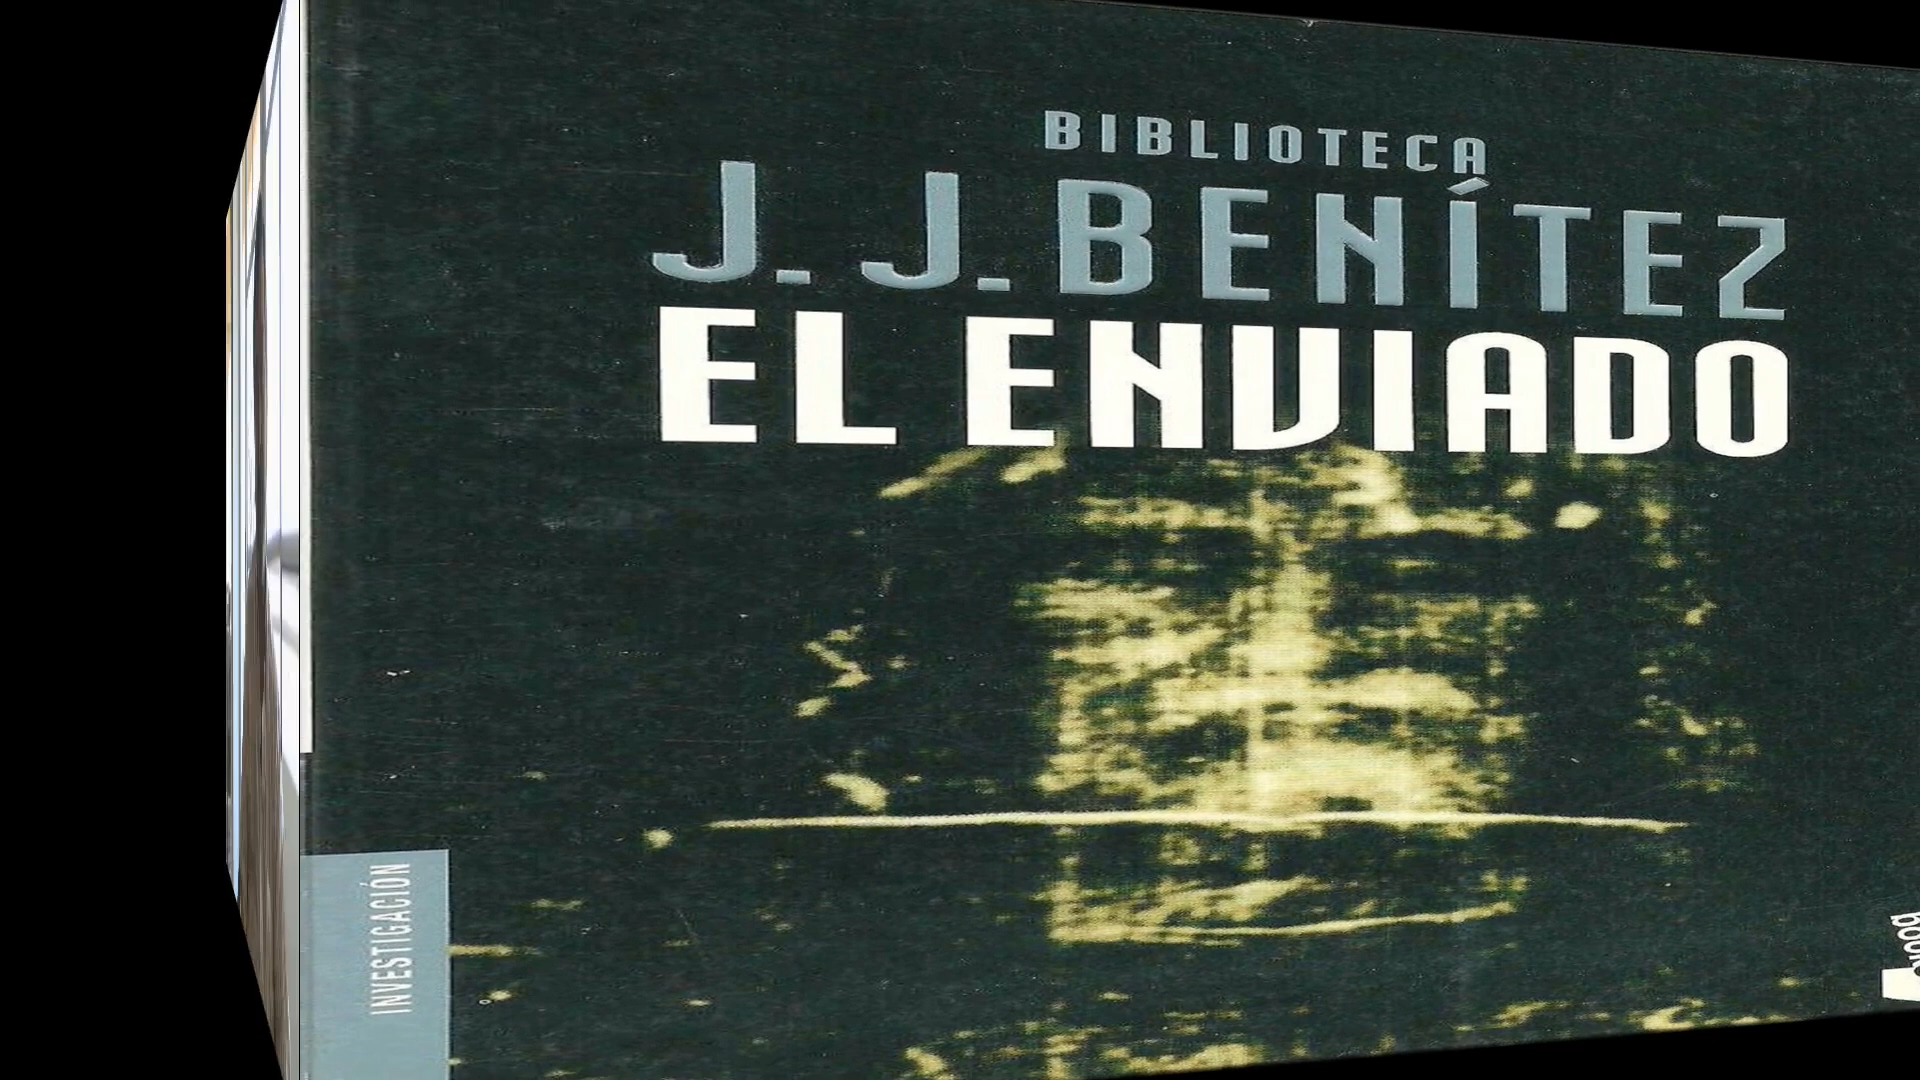 BIBLIOTECA
J. J. BENÍTEZ
EL ENVIADO
INVESTIGACIÓN